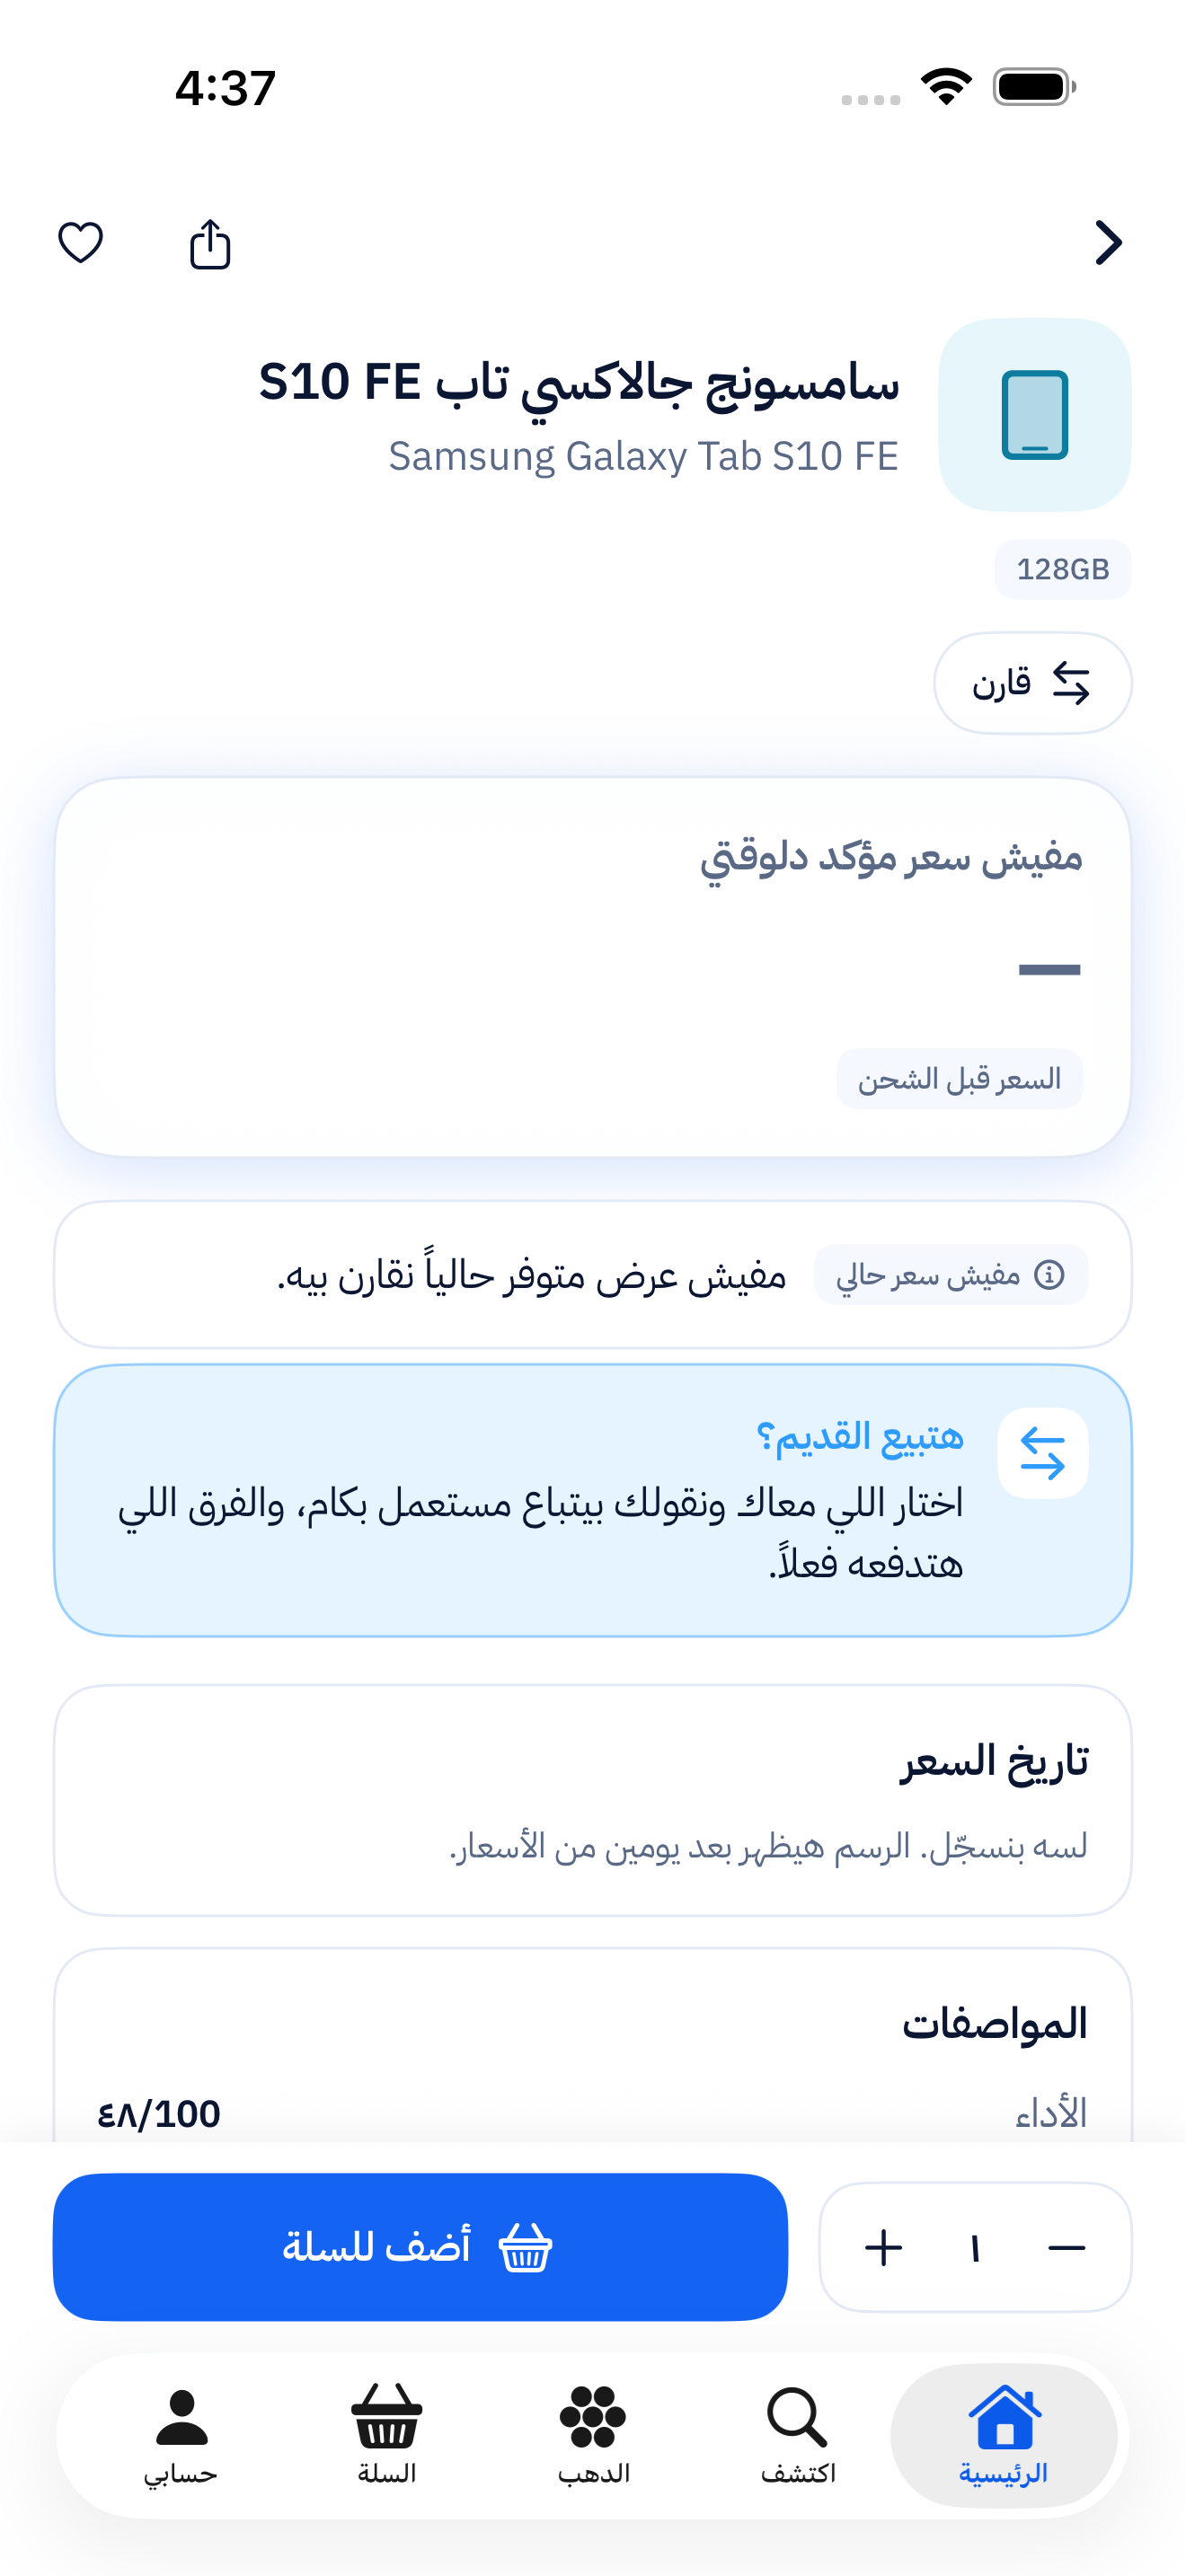 4:37
سامسونج جالاكسي تاب S10 FE
Samsung Galaxy Tab S10 FE
128GB
قارن
مفيش سعر مؤكد دلوقتي
—
السعر قبل الشحن
مفيش سعر حالي
مفيش عرض متوفر حالياً نقارن بيه.
هتبيع القديم؟
اختار اللي معاك ونقولك بيتباع مستعمل بكام، والفرق اللي
هتدفعه فعلاً.
تاريخ السعر
لسه بنسجّل. الرسم هيظهر بعد يومين من الأسعار.
المواصفات
الأداء
٤٨/100
١
أضف للسلة
الرئيسية
اكتشف
الدهب
السلة
حسابي